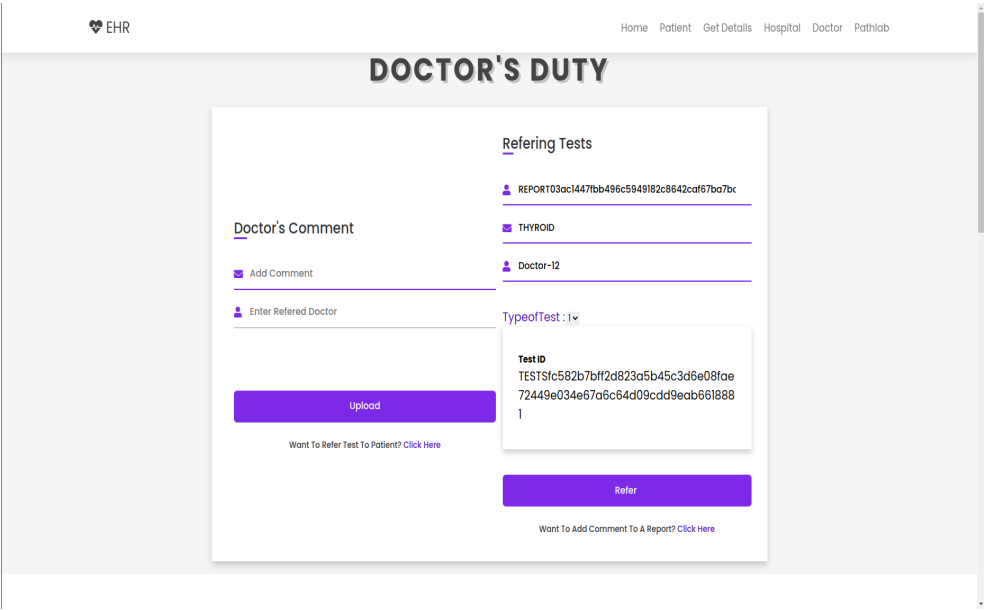 EHR
Home Patient Get Details Hospital Doctor Pathlab
DOCTOR'S DUTY
Doctor's Comment
Add Comment
Enter Refered Doctor
Upload
Want To Refer Test To Patient? Click Here
Refering Tests
REPORT03ac1447fbb496c5949182c8642caf67ba7bc
THYROID
Doctor-12
TypeofTest : 1
Test ID
TESTSfc582b7bff2d823a5b45c3d6e08fae
72449e034e67a6c64d09cdd9eab661888
1
Refer
Want To Add Comment To A Report? Click Here